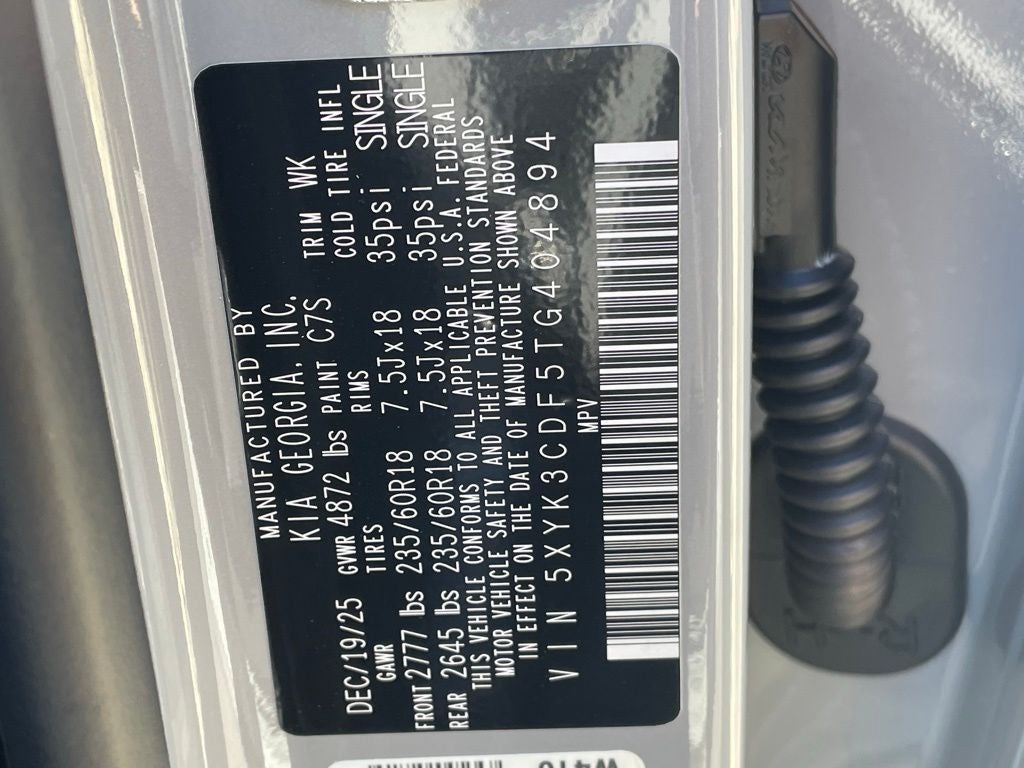 MANUFACTURED BY
KIA GEORGIA, INC.
DEC/19/25 GVWR 4872 lbs PAINT C7S TRIM WK
GAWR TIRES RIMS COLD TIRE INFL
FRONT 2777 lbs 235/60R18 7.5Jx18 35psi SINGLE
REAR 2645 lbs 235/60R18 7.5Jx18 35psi SINGLE
THIS VEHICLE CONFORMS TO ALL APPLICABLE U.S.A. FEDERAL
MOTOR VEHICLE SAFETY AND THEFT PREVENTION STANDARDS
IN EFFECT ON THE DATE OF MANUFACTURE SHOWN ABOVE
VIN 5XYK3CDF5TG404894
MPV